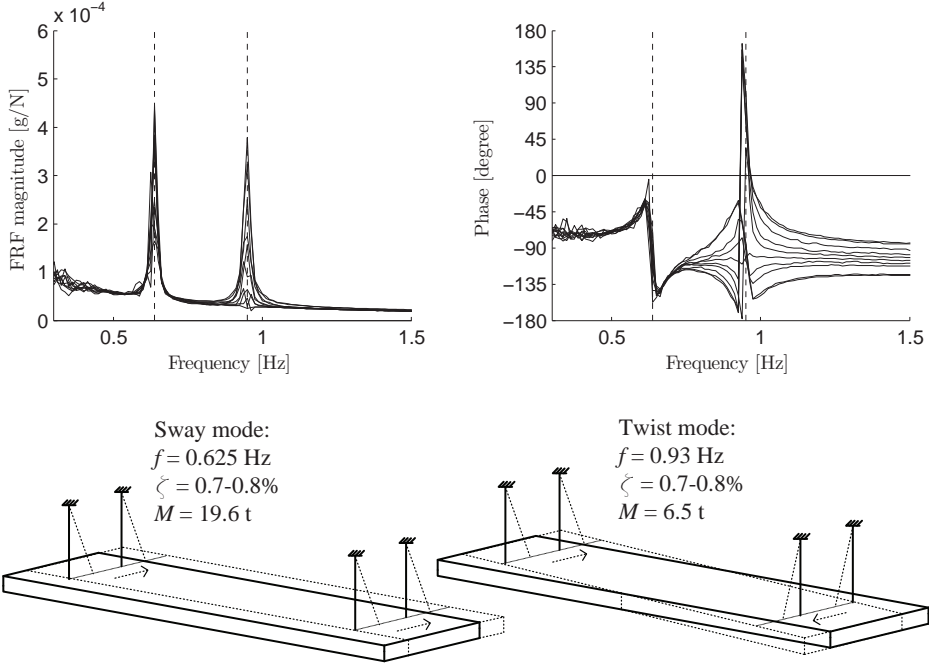 x 10⁻⁴
6
5
4
3
2
1
0
FRF magnitude [g/N]
0.5
1
1.5
Frequency [Hz]
180
135
90
45
0
−45
−90
−135
−180
Phase [degree]
0.5
1
1.5
Frequency [Hz]
Sway mode:
f = 0.625 Hz
ζ = 0.7-0.8%
M = 19.6 t
Twist mode:
f = 0.93 Hz
ζ = 0.7-0.8%
M = 6.5 t